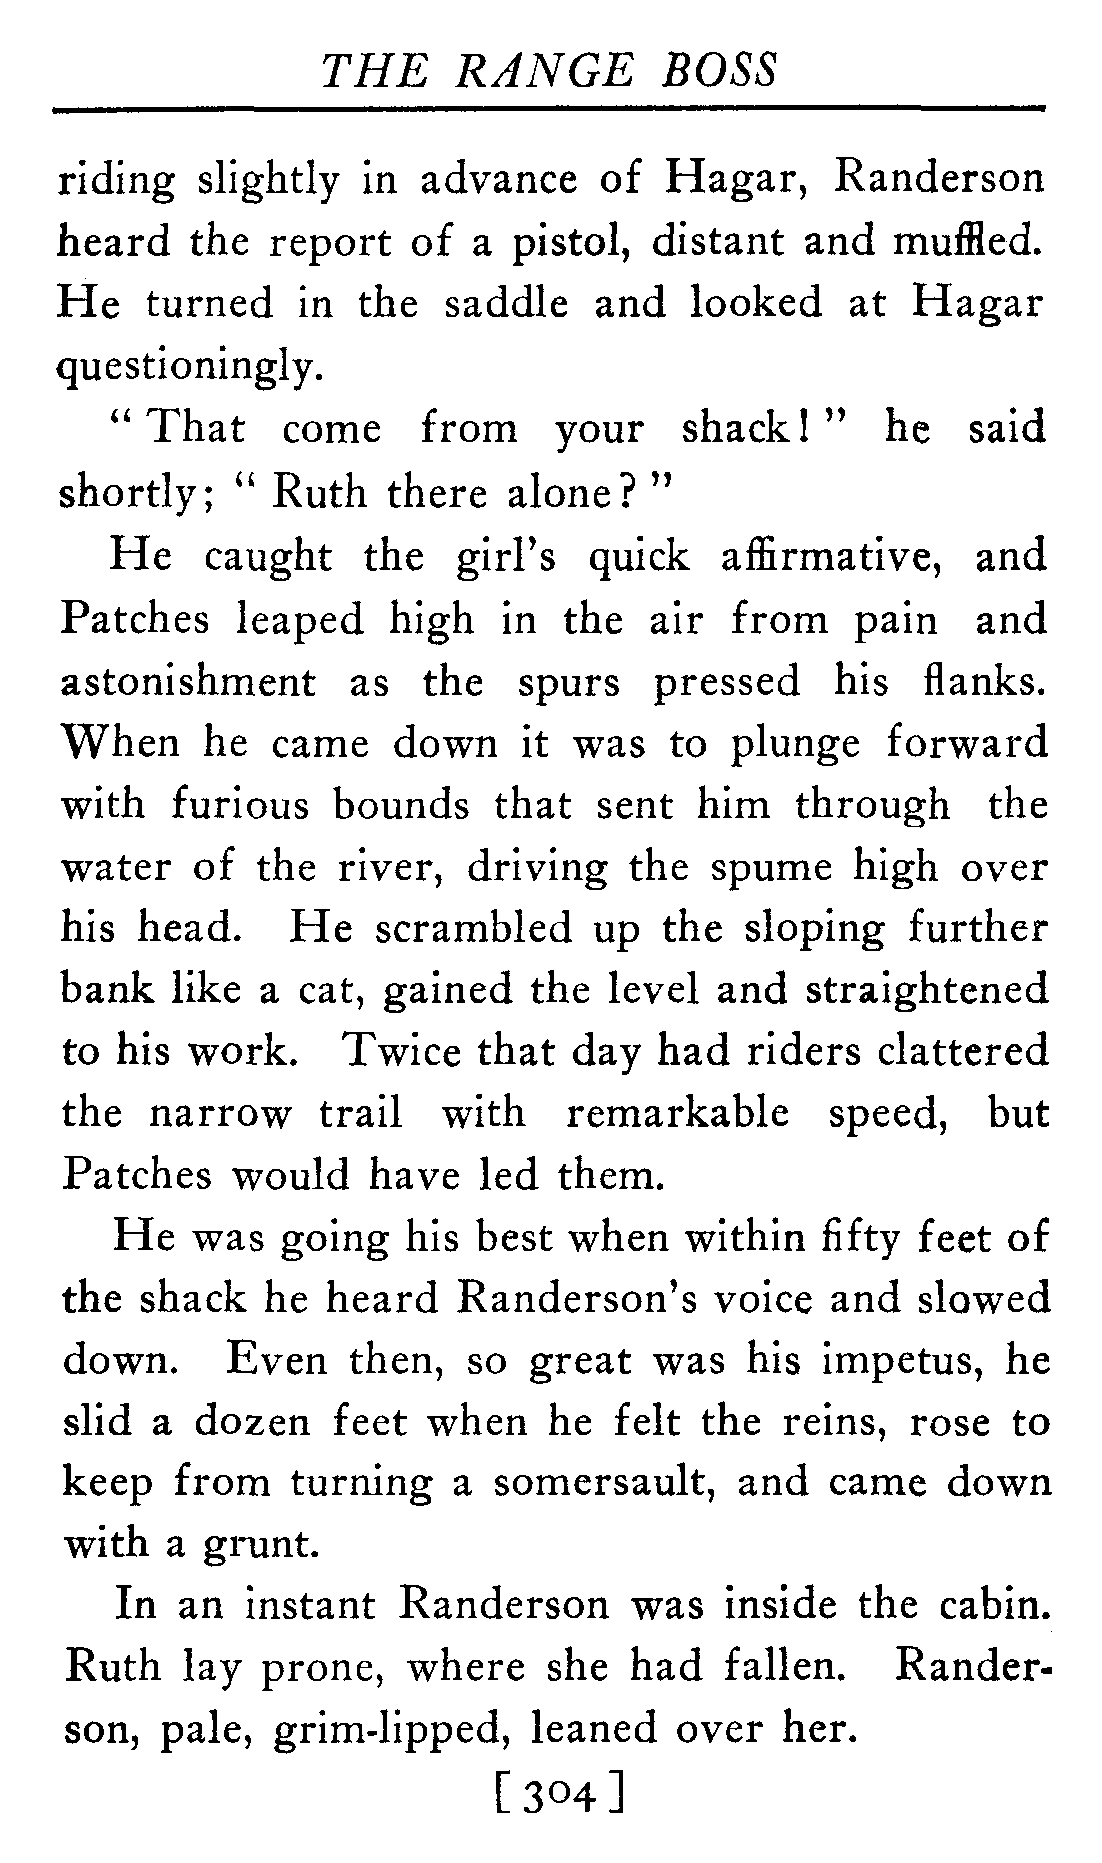 THE RANGE BOSS
riding slightly in advance of Hagar, Randerson
heard the report of a pistol, distant and muffled.
He turned in the saddle and looked at Hagar
questioningly.
" That come from your shack! " he said
shortly; " Ruth there alone? "
He caught the girl's quick affirmative, and
Patches leaped high in the air from pain and
astonishment as the spurs pressed his flanks.
When he came down it was to plunge forward
with furious bounds that sent him through the
water of the river, driving the spume high over
his head. He scrambled up the sloping further
bank like a cat, gained the level and straightened
to his work. Twice that day had riders clattered
the narrow trail with remarkable speed, but
Patches would have led them.
He was going his best when within fifty feet of
the shack he heard Randerson's voice and slowed
down. Even then, so great was his impetus, he
slid a dozen feet when he felt the reins, rose to
keep from turning a somersault, and came down
with a grunt.
In an instant Randerson was inside the cabin.
Ruth lay prone, where she had fallen. Rander-
son, pale, grim-lipped, leaned over her.
[ 304 ]